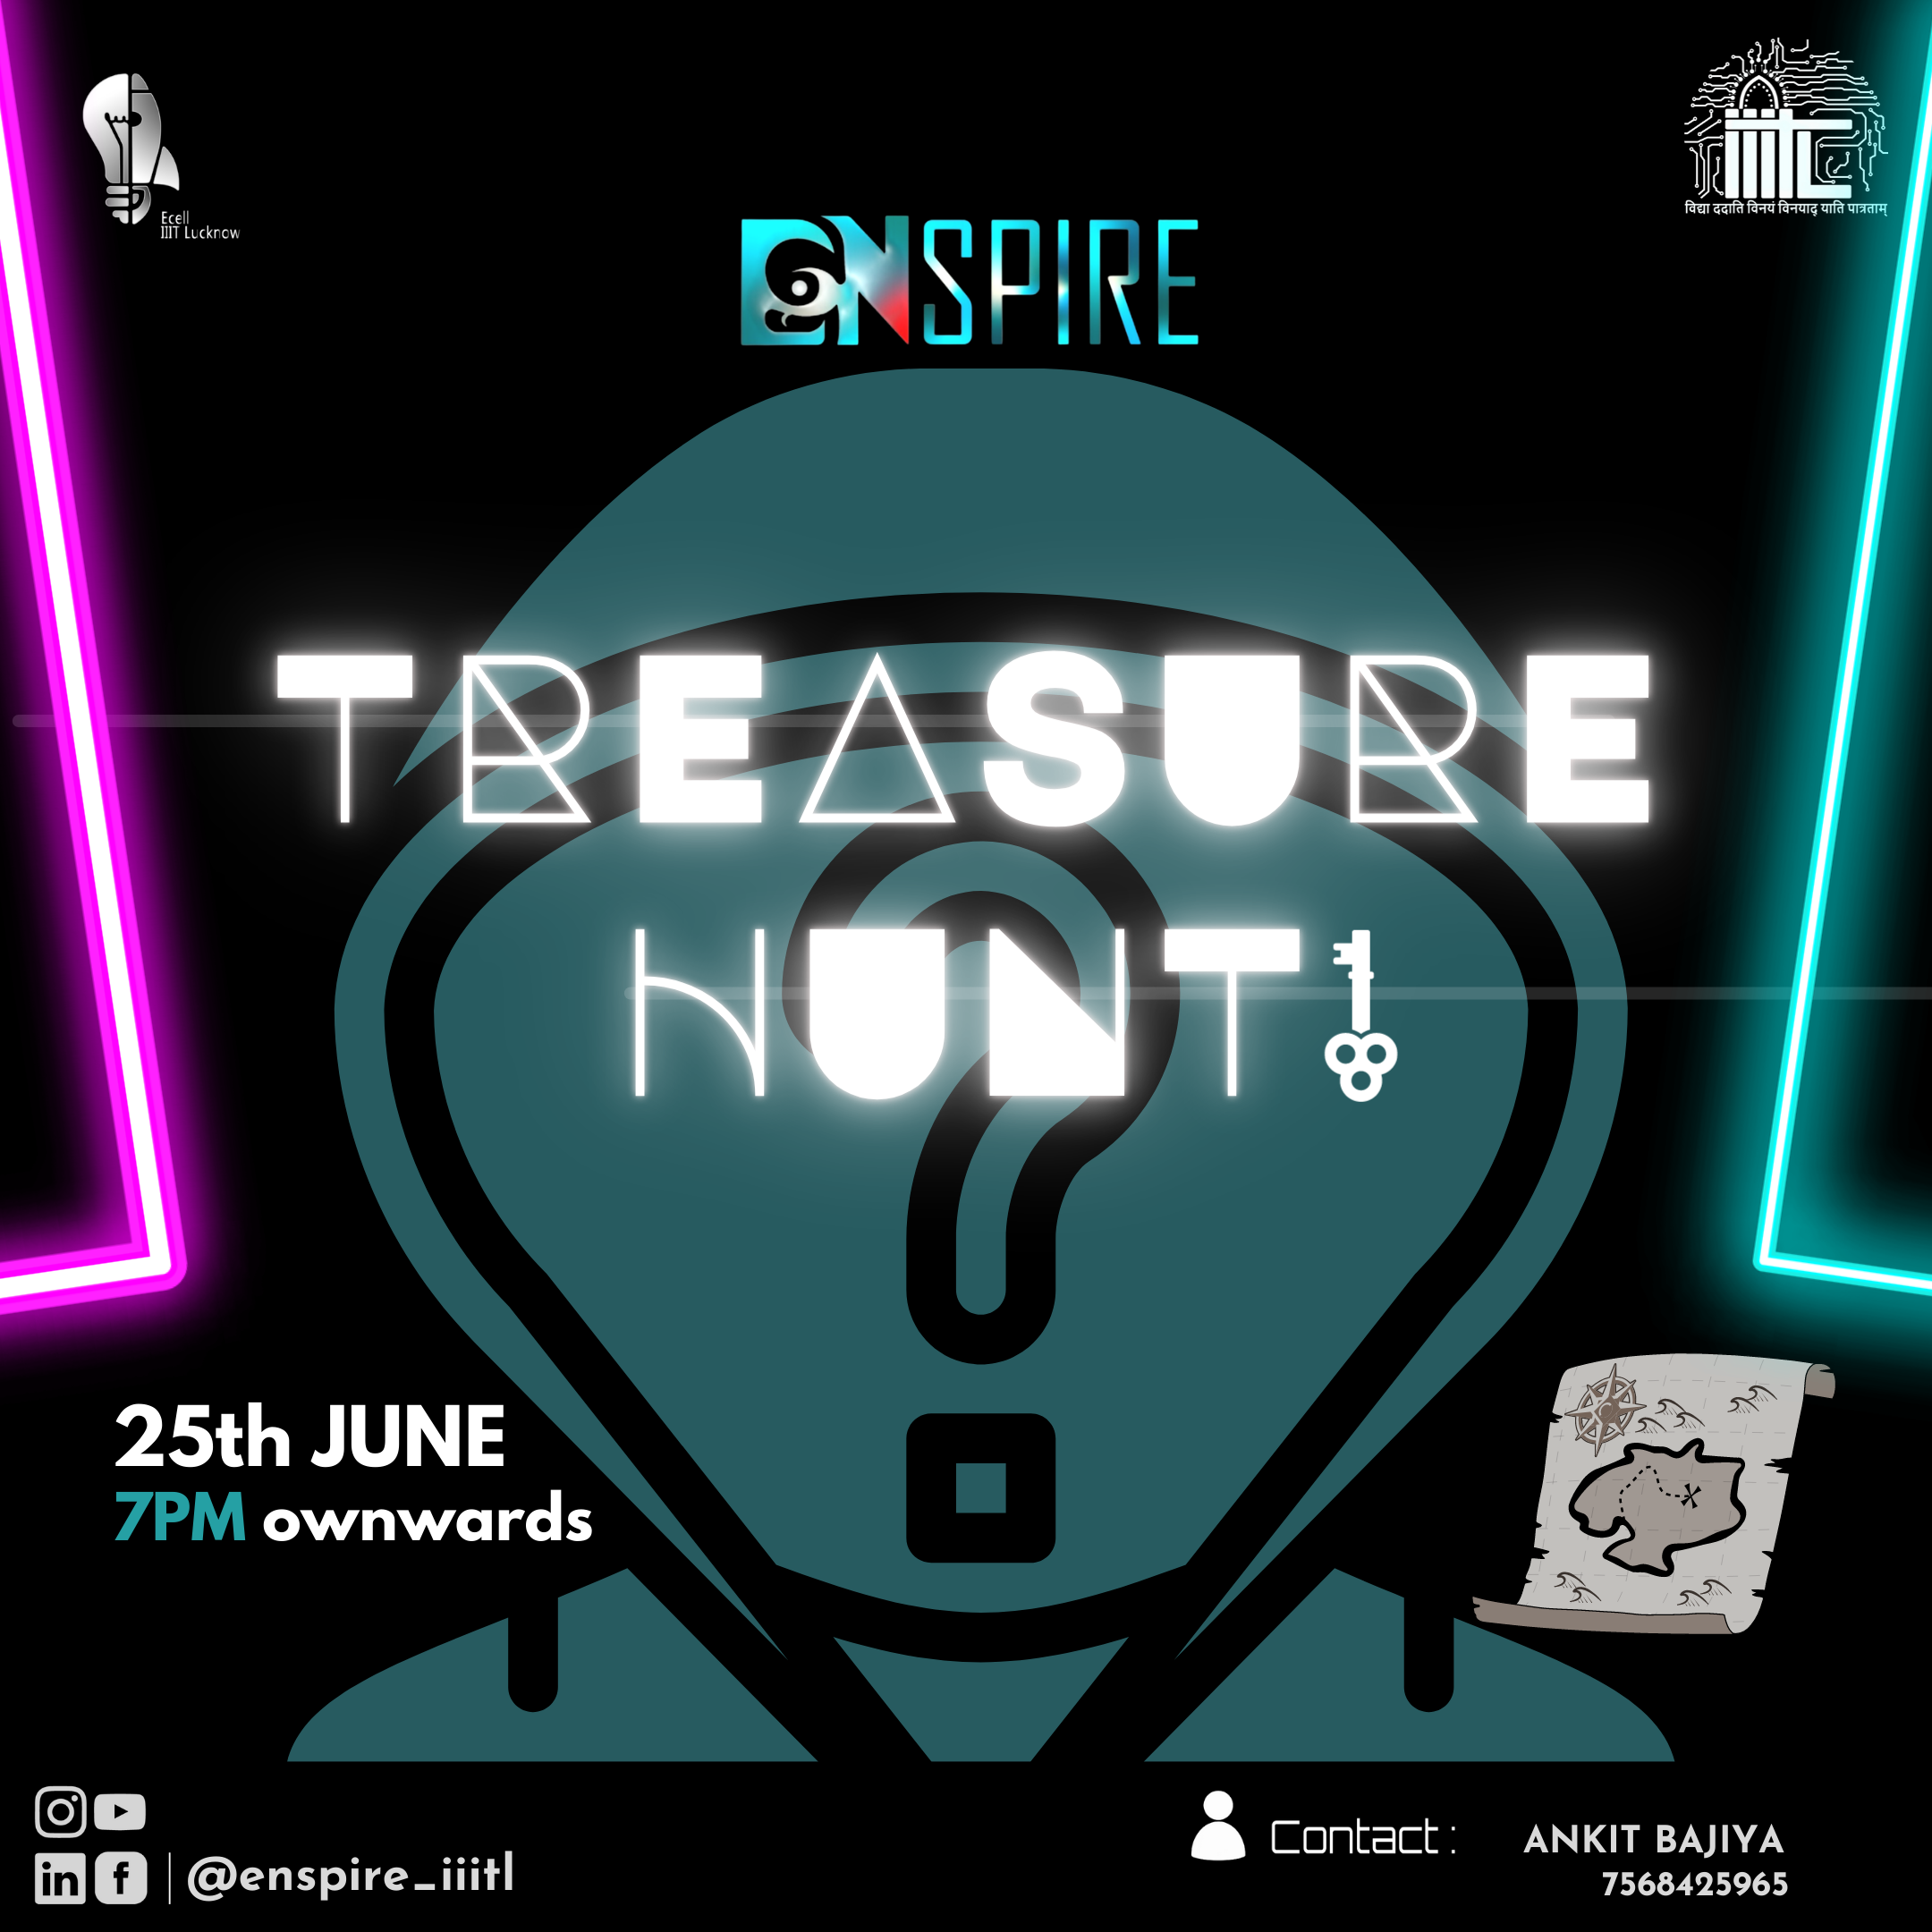 Ecell
IIIT Lucknow
IIITL
विद्या ददाति विनयं विनयाद् याति पात्रताम्
ENSPIRE
TREASURE
HUNT
25th JUNE
7PM ownwards
@enspire_iiitl
Contact :
ANKIT BAJIYA
7568425965